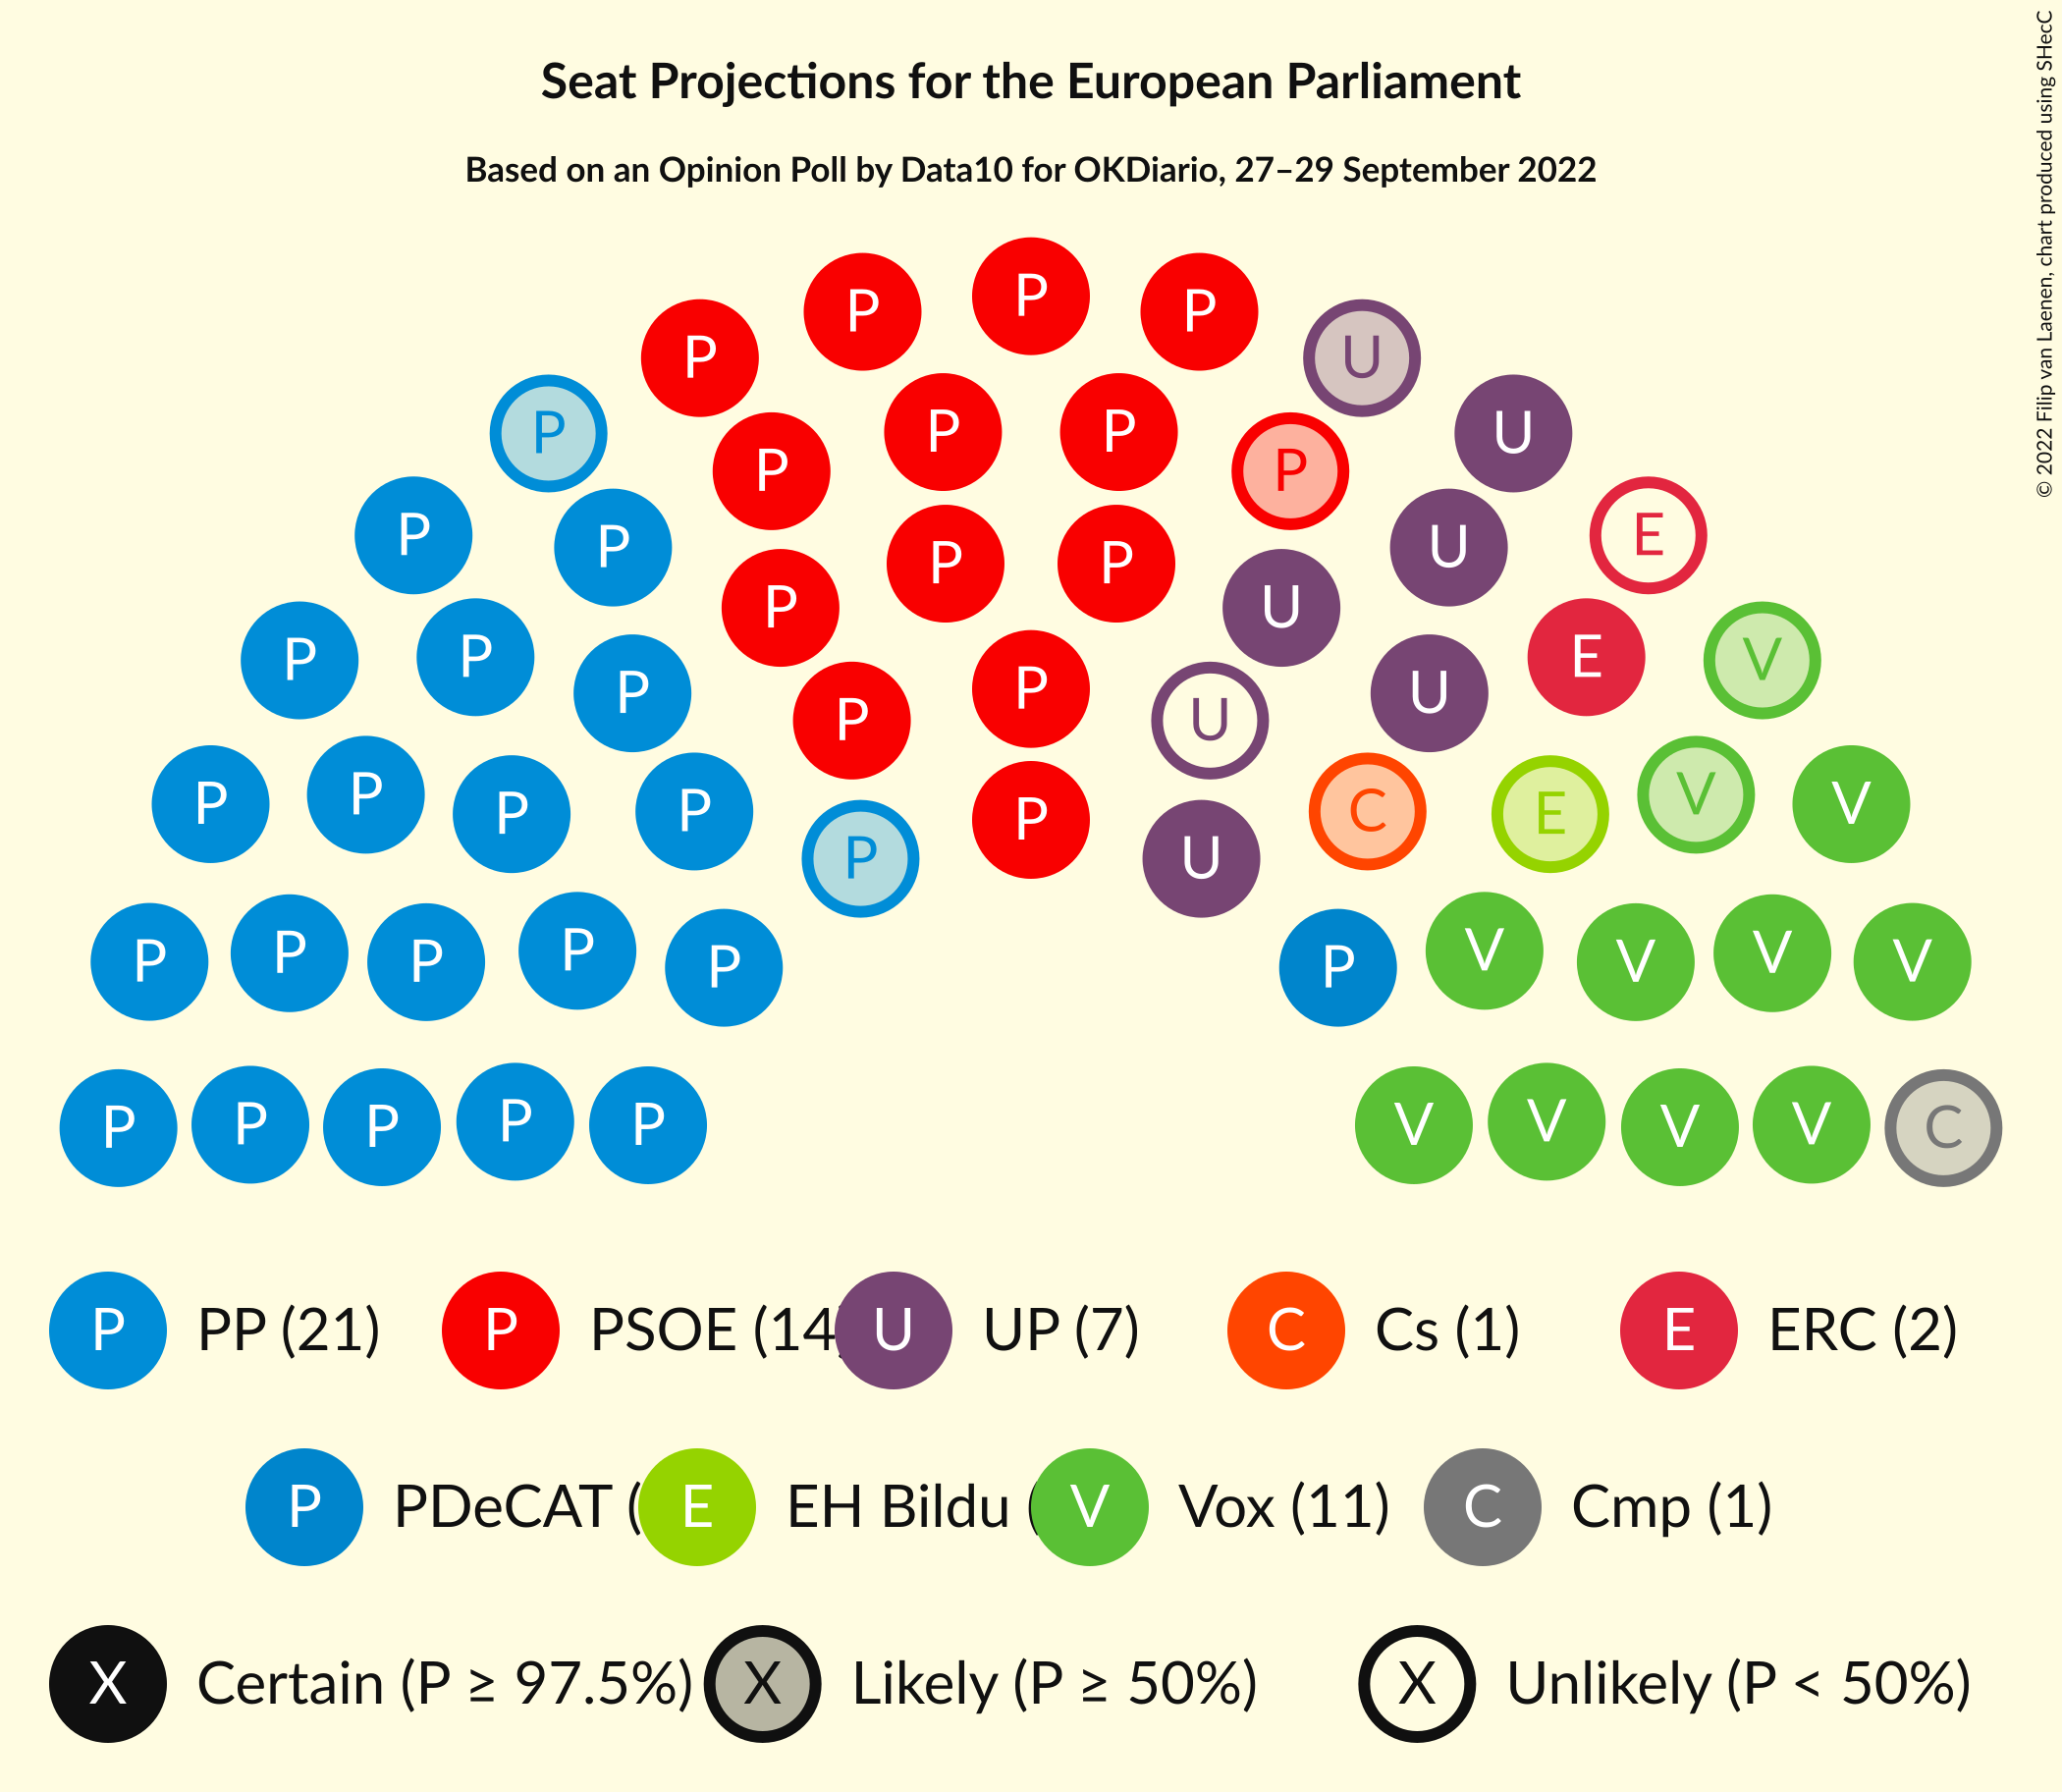 © 2022 Filip van Laenen, chart produced using SHecC
Seat Projections for the European Parliament
Based on an Opinion Poll by Data10 for OKDiario, 27–29 September 2022
P P P
P U
P P P U
P P
P P P P U E
P U
P P P P U E V
P U
P P P P P C E V V
P U
P P P P P P V V V V
P P P P P V V V V C
P PP (21) P PSOE (14 U UP (7) C Cs (1) E ERC (2)
P PDeCAT ( E EH Bildu ( V Vox (11) C Cmp (1)
X Certain (P ≥ 97.5%) X Likely (P ≥ 50%) X Unlikely (P < 50%)